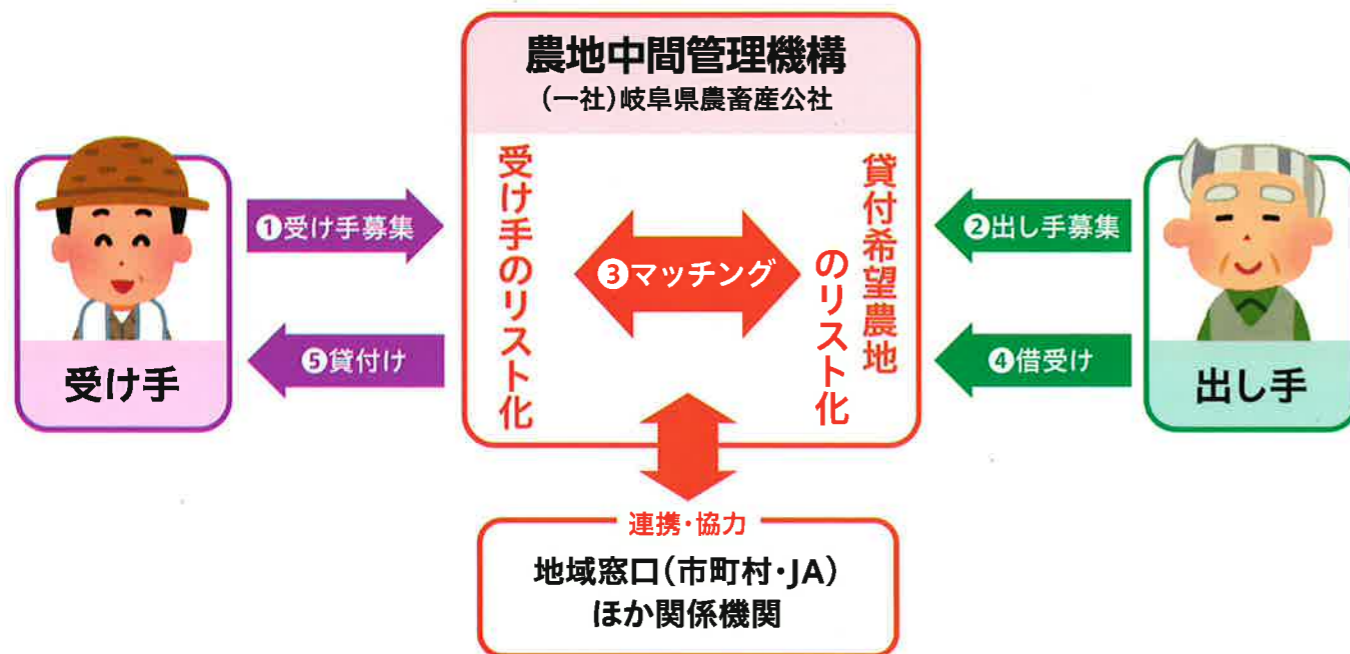 農地中間管理機構
(一社)岐阜県農畜産公社
受け手
❶受け手募集
❺貸付け
受け手のリスト化
❸マッチング
貸付希望農地
のリスト化
❷出し手募集
❹借受け
出し手
連携・協力
地域窓口(市町村・JA)
ほか関係機関